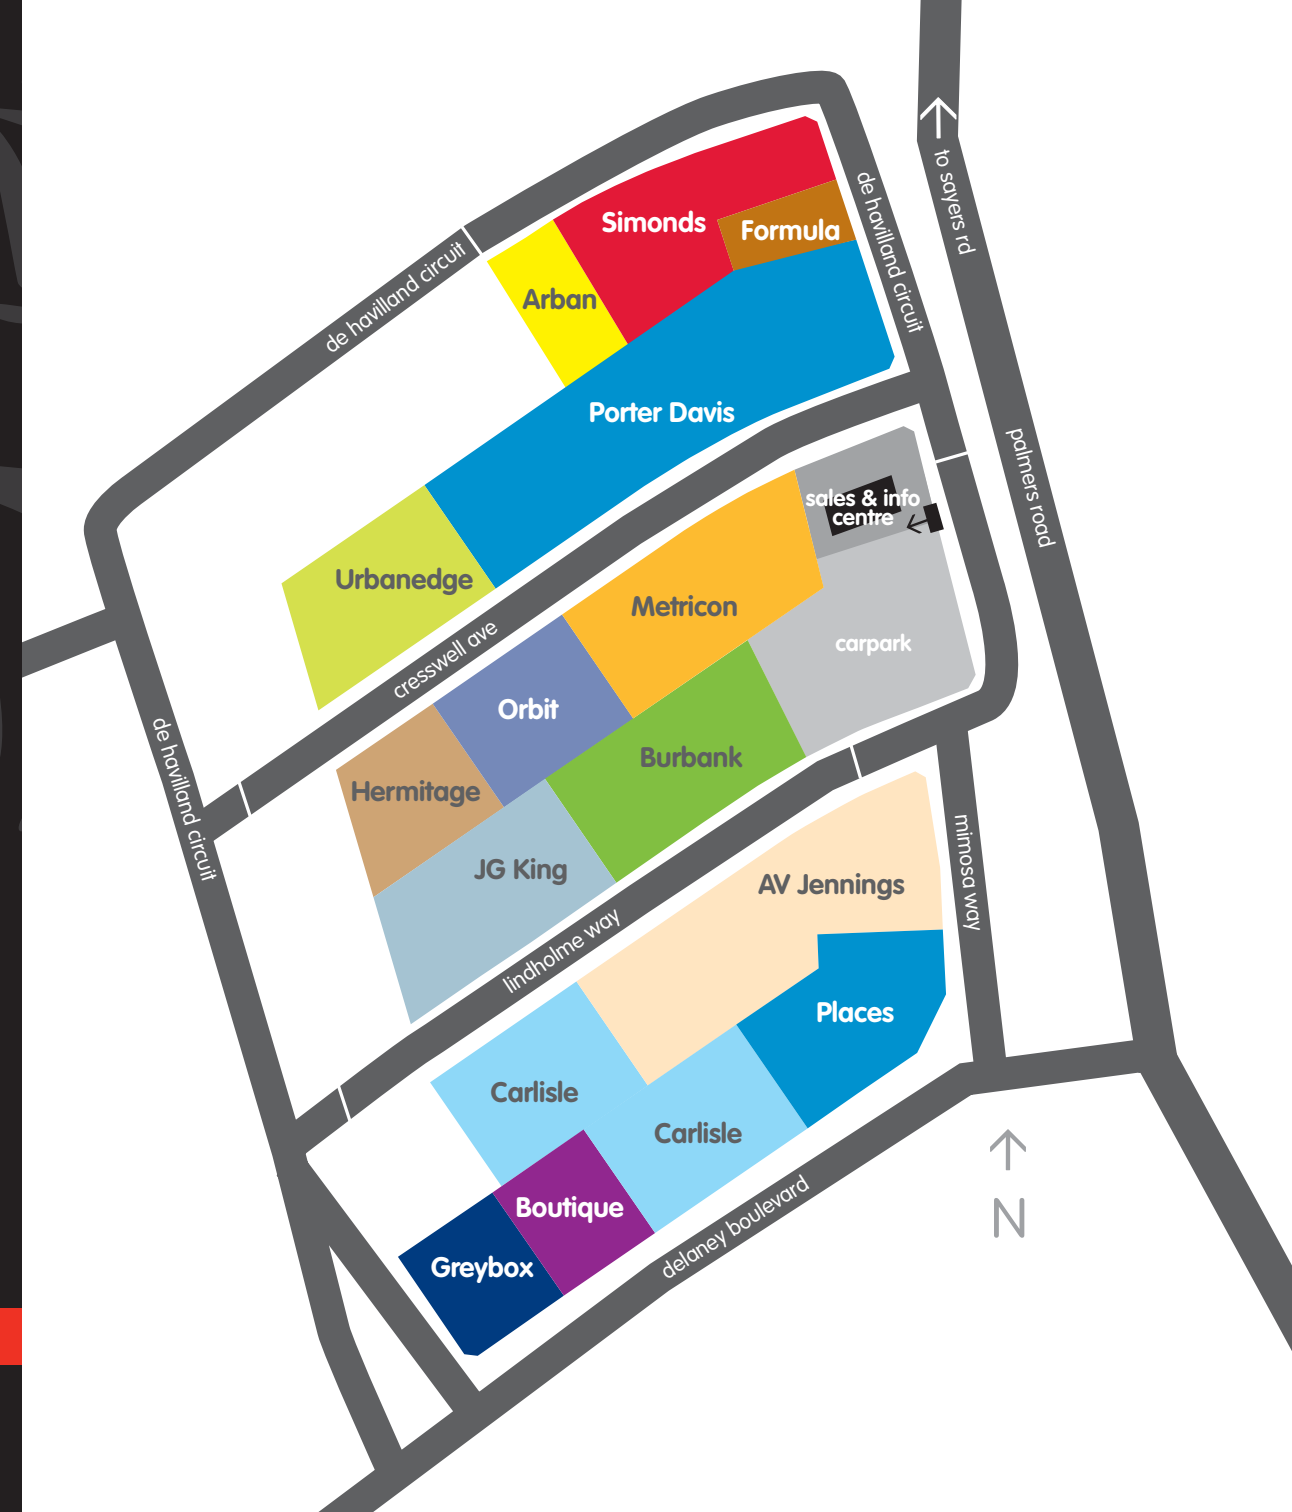 to sayers rd
de havilland circuit
de havilland circuit
Simonds
Formula
Arban
Porter Davis
palmers road
sales & info
centre
Urbanedge
Metricon
cresswell ave
carpark
Orbit
Burbank
Hermitage
de havilland circuit
JG King
mimosa way
AV Jennings
lindholme way
Places
Carlisle
Carlisle
Boutique
Greybox
delaney boulevard
N